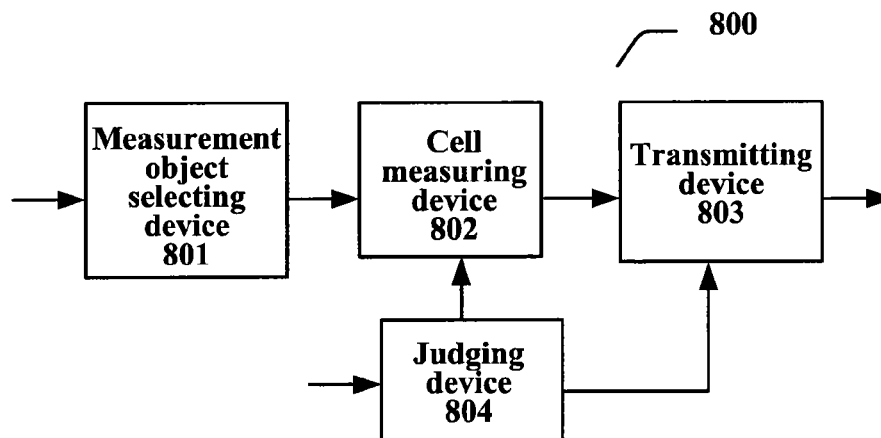 800
Measurement
object
selecting
device
801
Cell
measuring
device
802
Transmitting
device
803
Judging
device
804